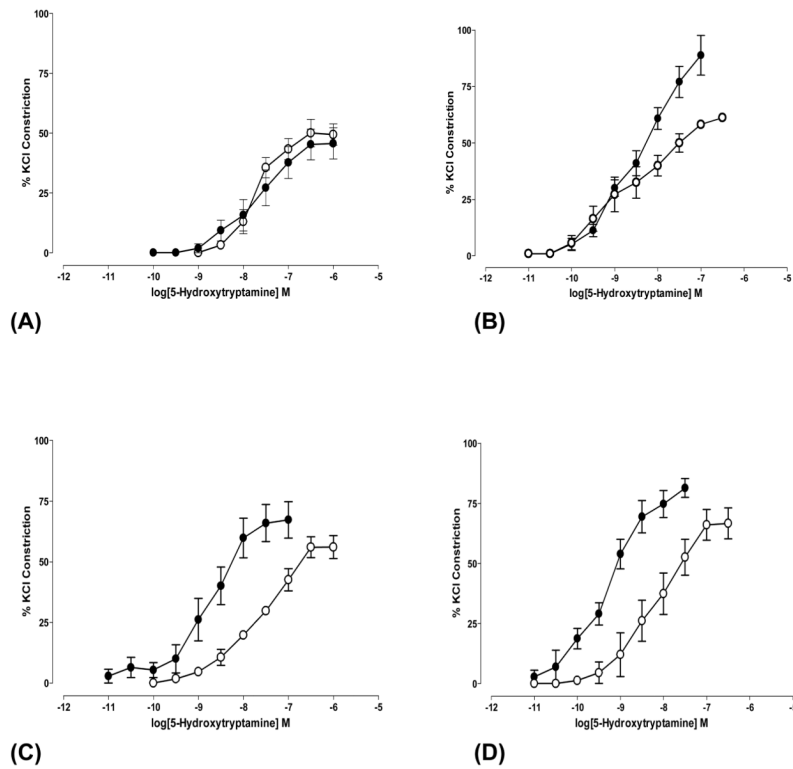 100
75
50
25
0
% KCl Constriction
-12 -11 -10 -9 -8 -7 -6 -5
log[5-Hydroxytryptamine] M
(A)
100
75
50
25
0
% KCl Constriction
-12 -11 -10 -9 -8 -7 -6 -5
log[5-Hydroxytryptamine] M
(B)
100
75
50
25
0
% KCl Constriction
-12 -11 -10 -9 -8 -7 -6 -5
log[5-Hydroxytryptamine] M
(C)
100
75
50
25
0
% KCl Constriction
-12 -11 -10 -9 -8 -7 -6 -5
log[5-Hydroxytryptamine] M
(D)